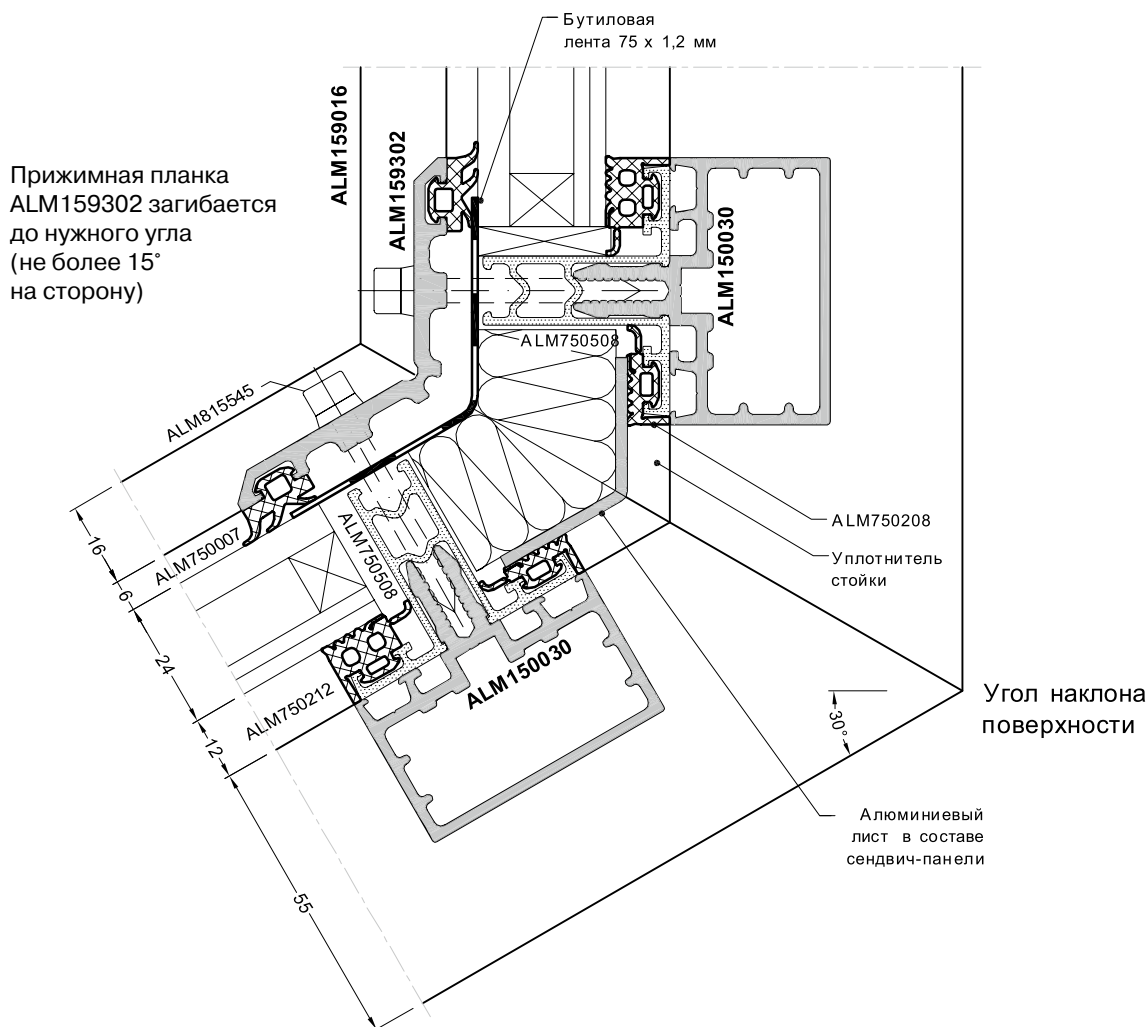 Бутиловая
лента 75 х 1,2 мм
ALM159016
ALM159302
Прижимная планка
ALM159302 загибается
до нужного угла
(не более 15°
на сторону)
ALM150030
ALM750508
ALM815545
ALM750007
ALM750508
ALM750208
Уплотнитель
стойки
16
6
24
12
55
ALM750212
ALM150030
Угол наклона
поверхности
30°
Алюминиевый
лист в составе
сендвич-панели